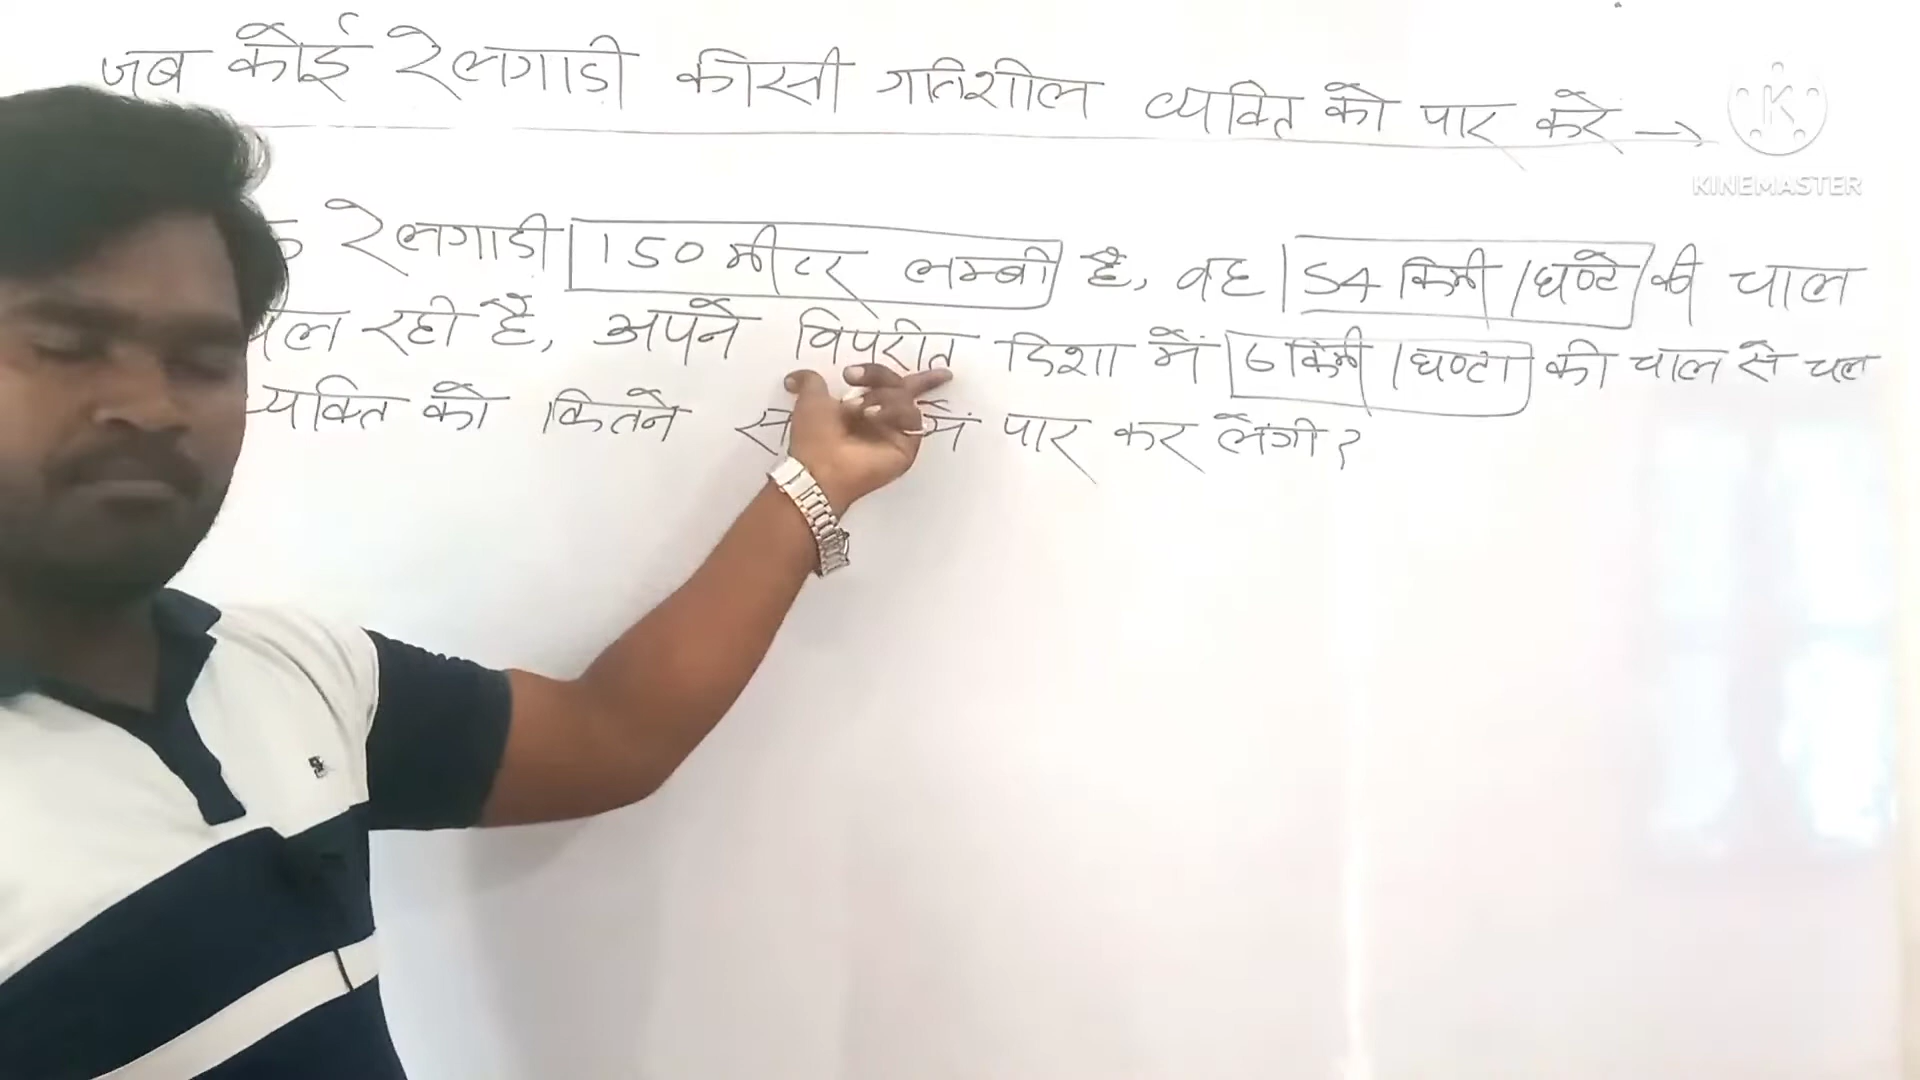 जब कोई रेलगाडी कीसी गतिशील व्यक्ति को पार करे →
KINEMASTER
रेलगाडी 150 मीटर लम्बी है, वह 54 किमी / घण्टे की चाल
रही है, अपने विपरीत दिशा में 6 किमी / घण्टा की चाल से चल
व्यक्ति को कितने में पार कर लेंगी?